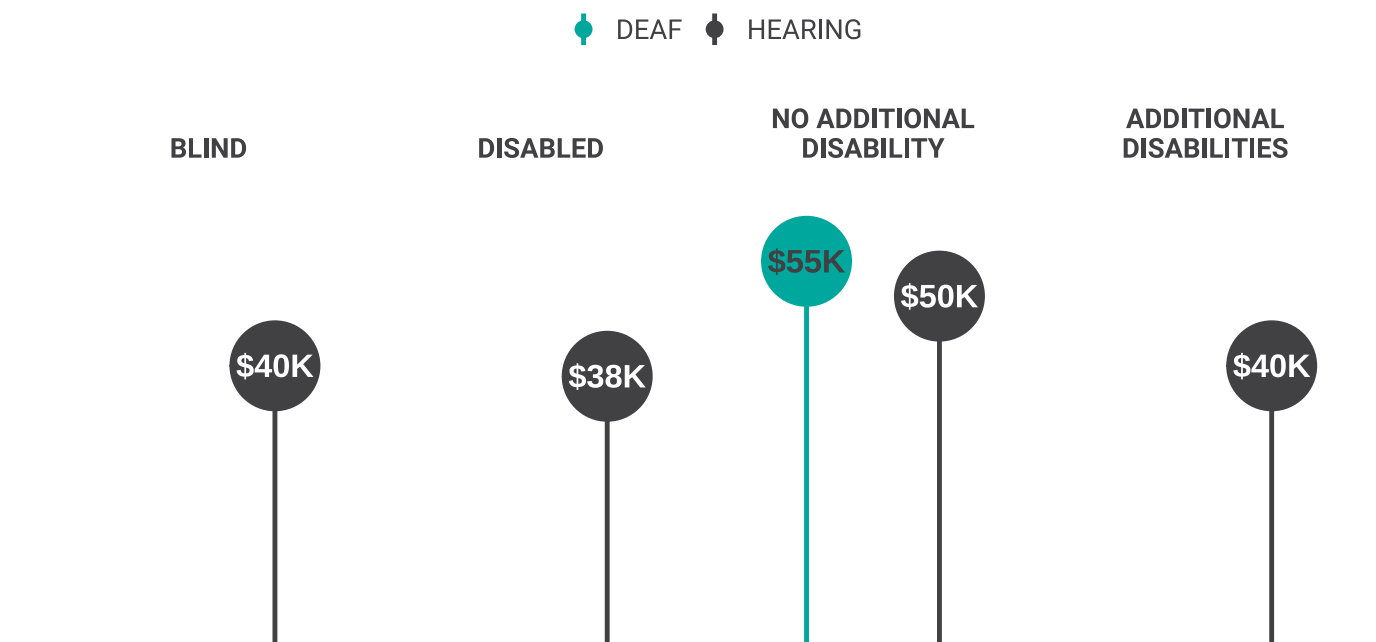 DEAF HEARING
BLIND
DISABLED
NO ADDITIONAL
DISABILITY
ADDITIONAL
DISABILITIES
$40K
$38K
$55K
$50K
$40K